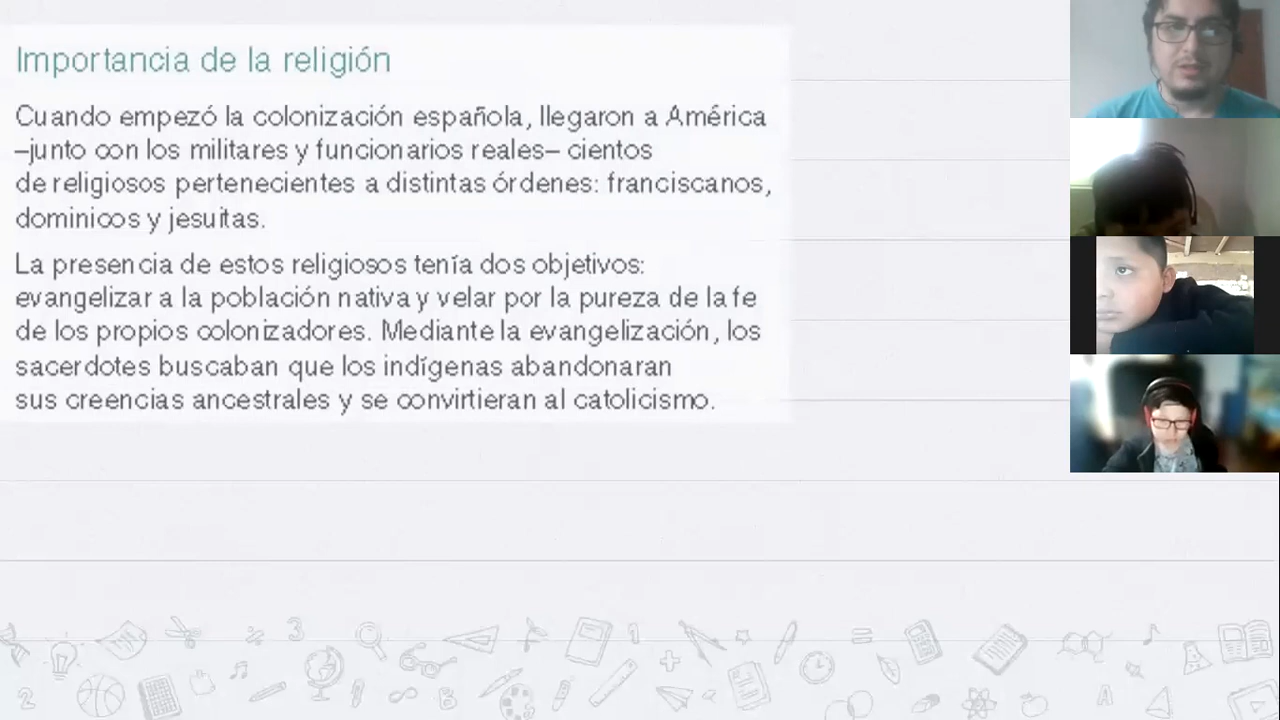 Importancia de la religión
Cuando empezó la colonización española, llegaron a América
–junto con los militares y funcionarios reales– cientos
de religiosos pertenecientes a distintas órdenes: franciscanos,
dominicos y jesuitas.
La presencia de estos religiosos tenía dos objetivos:
evangelizar a la población nativa y velar por la pureza de la fe
de los propios colonizadores. Mediante la evangelización, los
sacerdotes buscaban que los indígenas abandonaran
sus creencias ancestrales y se convirtieran al catolicismo.